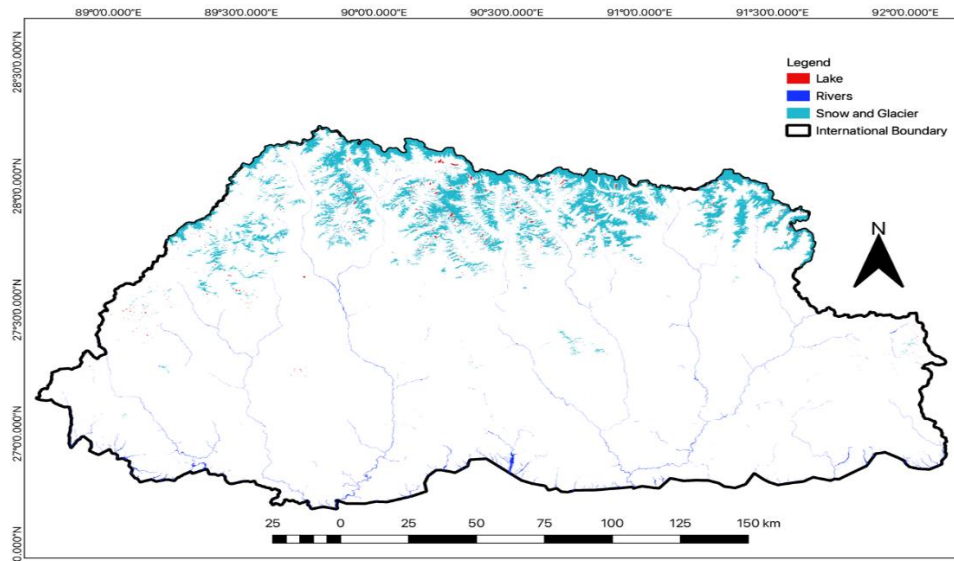 89°0'0.000"E 89°30'0.000"E 90°0'0.000"E 90°30'0.000"E 91°0'0.000"E 91°30'0.000"E 92°0'0.000"E
28°30'0.000"N
28°0'0.000"N
27°30'0.000"N
27°0'0.000"N
0.000"N
Legend
Lake
Rivers
Snow and Glacier
International Boundary
N
25 0 25 50 75 100 125 150 km